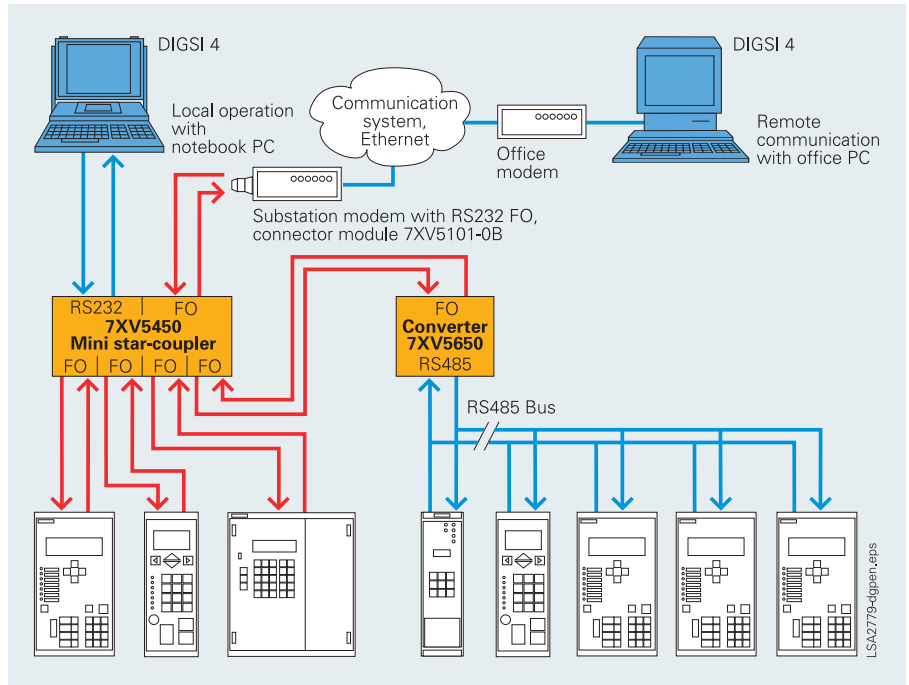 DIGSI 4
Local operation
with
notebook PC
Communication
system,
Ethernet
Office
modem
DIGSI 4
Remote
communication
with office PC
Substation modem with RS232 FO,
connector module 7XV5101-0B
RS232 FO
7XV5450
Mini star-coupler
FO FO FO FO
FO
Converter
7XV5650
RS485
RS485 Bus
LSA2779-dgpen.eps